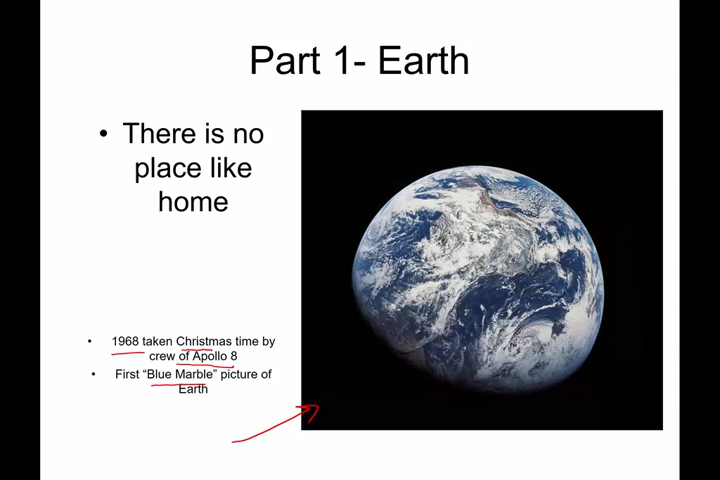 Part 1- Earth
• There is no
place like
home
• 1968 taken Christmas time by
crew of Apollo 8
• First “Blue Marble” picture of
Earth